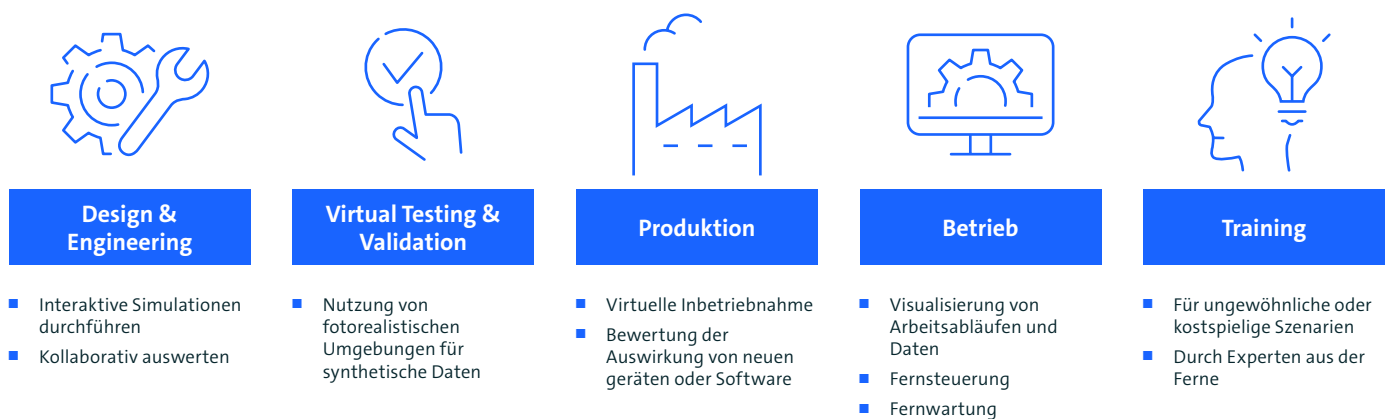 Design &
Engineering
Interaktive Simulationen
durchführen
Kollaborativ auswerten
Virtual Testing &
Validation
Nutzung von
fotorealistischen
Umgebungen für
synthetische Daten
Produktion
Virtuelle Inbetriebnahme
Bewertung der
Auswirkung von neuen
geräten oder Software
Betrieb
Visualisierung von
Arbeitsabläufen und
Daten
Fernsteuerung
Fernwartung
Training
Für ungewöhnliche oder
kostspielige Szenarien
Durch Experten aus der
Ferne